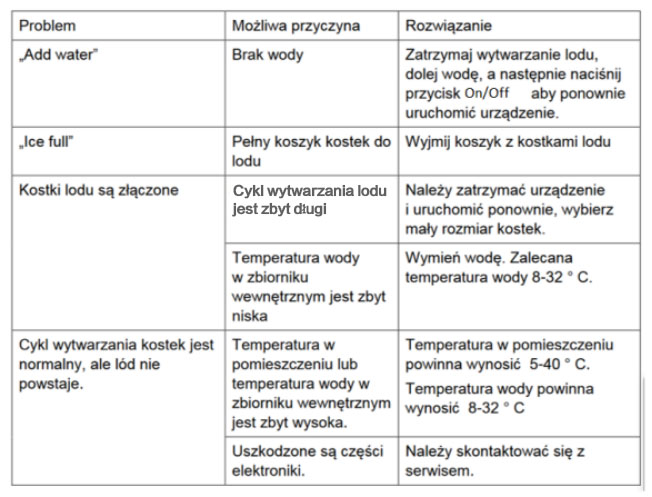 Problem
Możliwa przyczyna
Rozwiązanie
„Add water”
Brak wody
Zatrzymaj wytwarzanie lodu,
dolej wodę, a następnie naciśnij
przycisk On/Off aby ponownie
uruchomić urządzenie.
„Ice full”
Pełny koszyk kostek do
lodu
Wyjmij koszyk z kostkami lodu
Kostki lodu są złączone
Cykl wytwarzania lodu
jest zbyt długi
Należy zatrzymać urządzenie
i uruchomić ponownie, wybierz
mały rozmiar kostek.
Temperatura wody
w zbiorniku
wewnętrznym jest zbyt
niska
Wymień wodę. Zalecana
temperatura wody 8-32 ° C.
Cykl wytwarzania kostek jest
normalny, ale lód nie
powstaje.
Temperatura w
pomieszczeniu lub
temperatura wody w
zbiorniku wewnętrznym
jest zbyt wysoka.
Temperatura w pomieszczeniu
powinna wynosić 5-40 ° C.
Temperatura wody powinna
wynosić 8-32 ° C
Uszkodzone są części
elektroniki.
Należy skontaktować się z
serwisem.